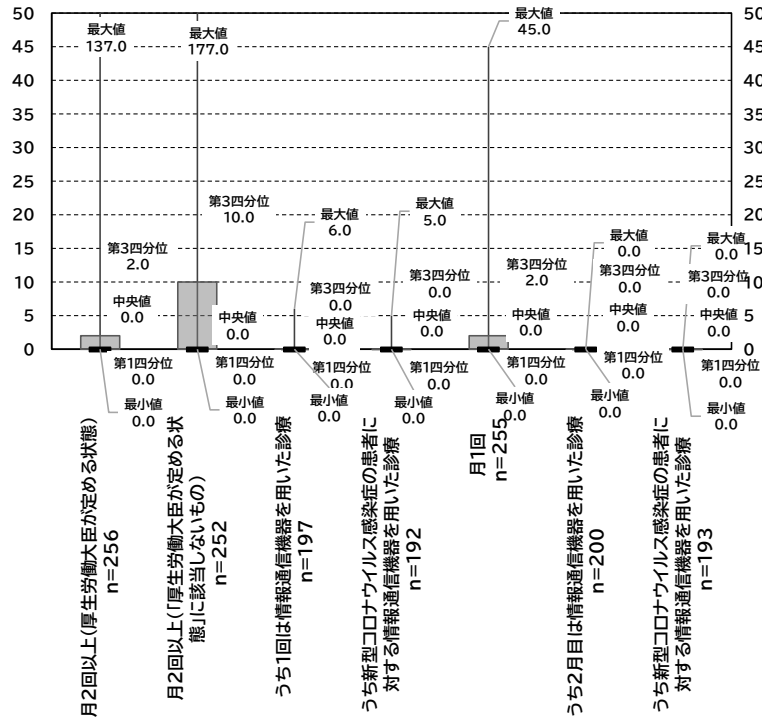 50
45
40
35
30
25
20
15
10
5
0
50
45
40
35
30
25
20
15
10
5
0
最大値
137.0
第3四分位
2.0
中央値
0.0
第1四分位
0.0
最小値
0.0
最大値
177.0
第3四分位
10.0
中央値
0.0
第1四分位
0.0
最小値
0.0
最大値
6.0
第3四分位
0.0
中央値
0.0
第1四分位
0.0
最小値
0.0
最大値
5.0
第3四分位
0.0
中央値
0.0
第1四分位
0.0
最小値
0.0
最大値
45.0
第3四分位
2.0
中央値
0.0
第1四分位
0.0
最小値
0.0
最大値
0.0
第3四分位
0.0
中央値
0.0
第1四分位
0.0
最小値
0.0
最大値
0.0
第3四分位
0.0
中央値
0.0
第1四分位
0.0
最小値
0.0
月2回以上(厚生労働大臣が定める状態)
n=256
月2回以上(「厚生労働大臣が定める状
態」に該当しないもの)
n=252
うち1回は情報通信機器を用いた診療
n=197
うち新型コロナウイルス感染症の患者に
対する情報通信機器を用いた診療
n=192
月1回
n=255
うち2月目は情報通信機器を用いた診療
n=200
うち新型コロナウイルス感染症の患者に
対する情報通信機器を用いた診療
n=193